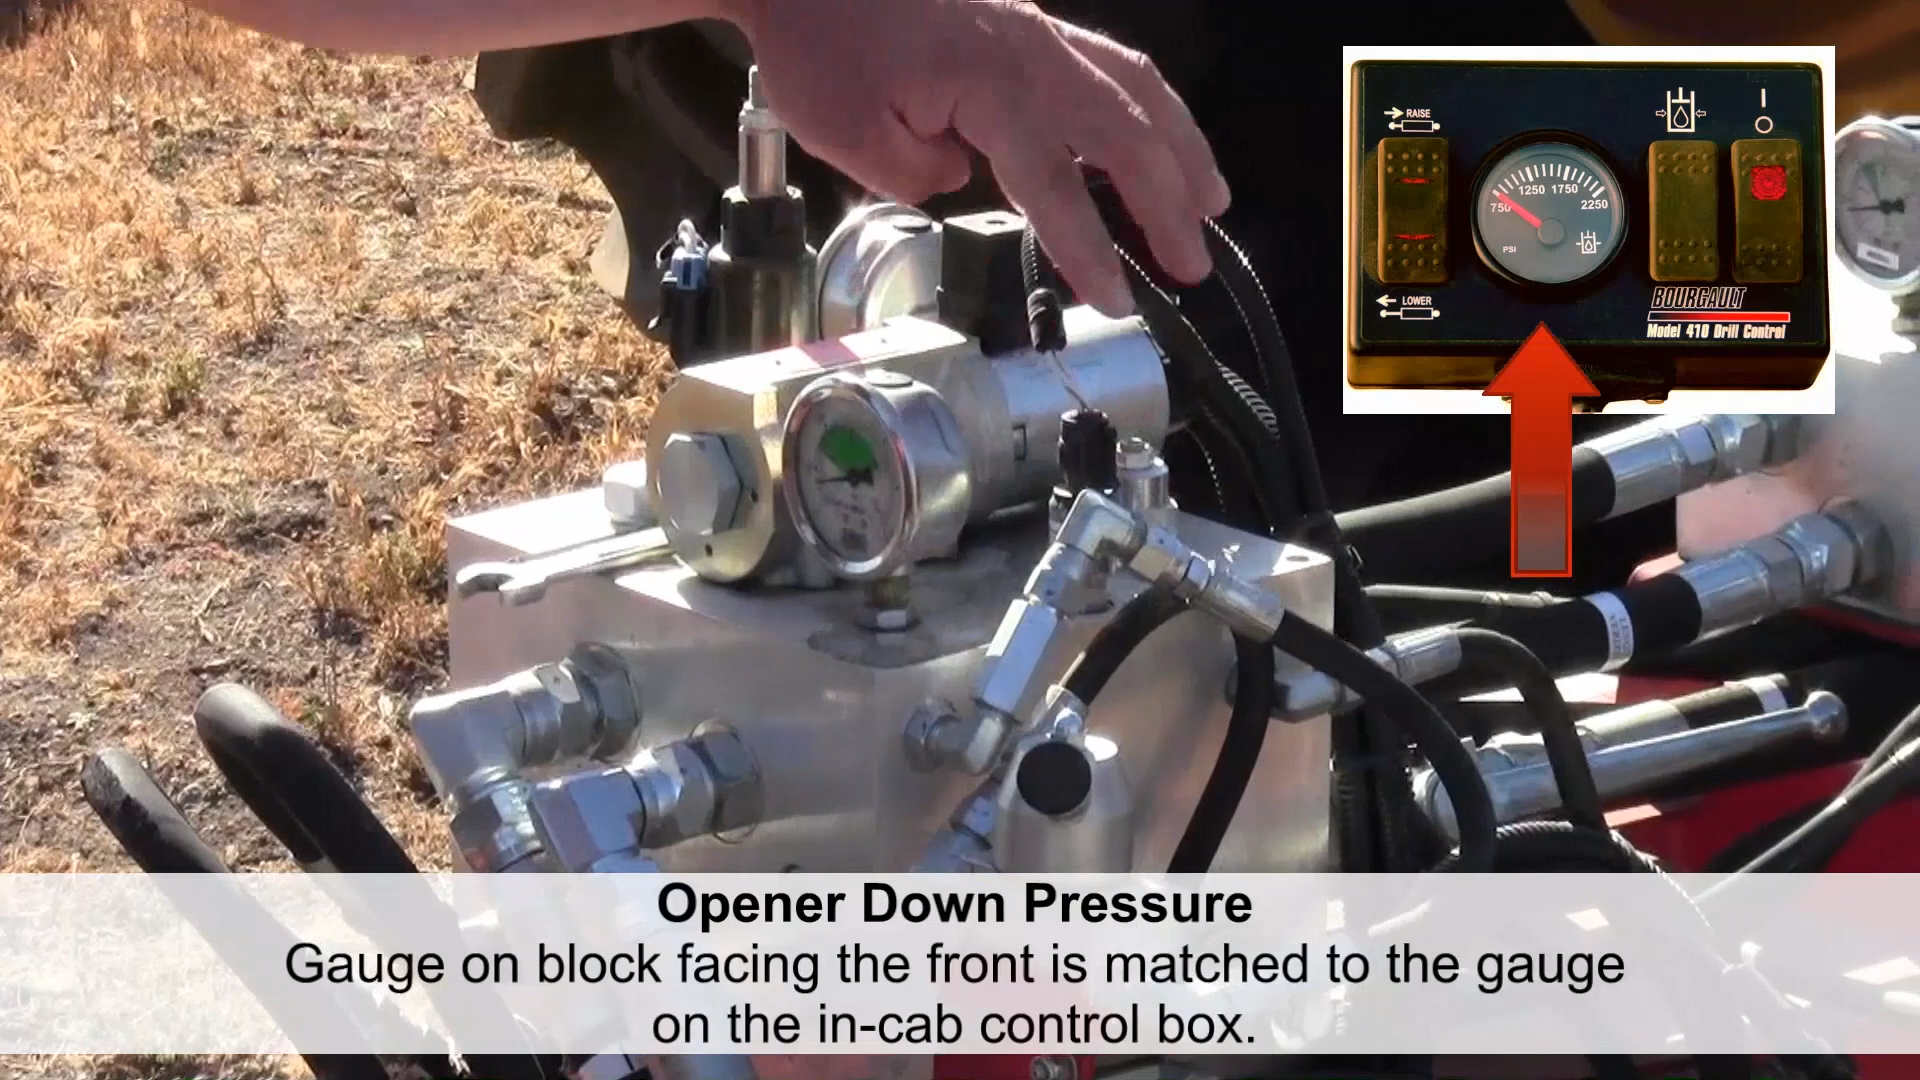 RAISE
LOWER
750
1250
1750
2250
PSI
BOURGAULT
Model 410 Drill Control
Opener Down Pressure
Gauge on block facing the front is matched to the gauge
on the in-cab control box.